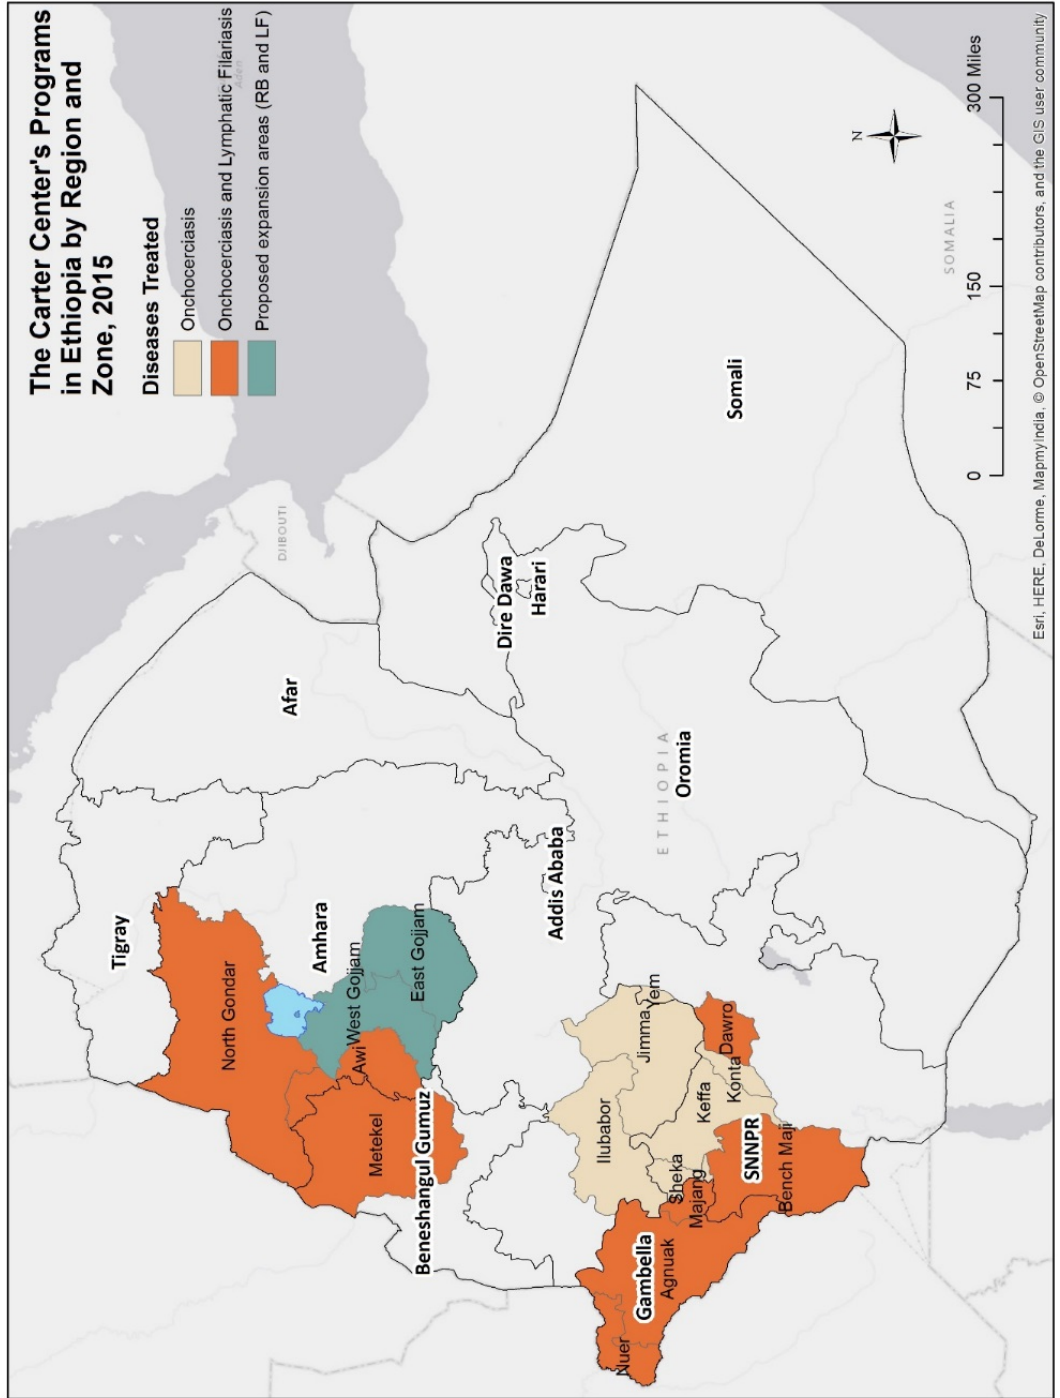 The Carter Center's Programs
in Ethiopia by Region and
Zone, 2015
Diseases Treated
Onchocerciasis
Onchocerciasis and Lymphatic Filariasis
Proposed expansion areas (RB and LF)
Aden
DJIBOUTI
Tigray
Afar
North Gondar
Amhara
West Gojjam
East Gojjam
Awi
Metekel
Beneshangul Gumuz
Dire Dawa
Harari
Addis Ababa
ETHIOPIA
Oromia
Somali
SOMALIA
Ilubabor
Jimma
Yem
Gambella
Nuer
Agnuak
Sheka
Majang
Keffa
Konta
Dawro
SNNPR
Bench Maji
N
0 75 150 300 Miles
Esri, HERE, DeLorme, MapmyIndia, © OpenStreetMap contributors, and the GIS user community